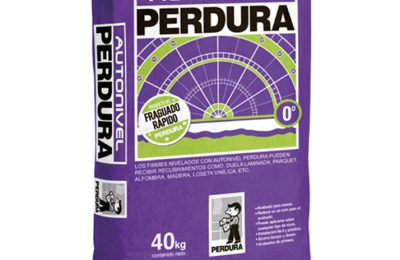 PERDURA
AUTONIVEL
PERDURA
FRAGUADO
RÁPIDO
PERDURA
0°
LOS FIRMES NIVELADOS CON AUTONIVEL PERDURA PUEDEN
RECIBIR RECUBRIMIENTOS COMO: DUELA LAMINADA, PARQUET,
ALFOMBRA, MADERA, LOSETA VINÍLICA, ETC.
PERDURA
40kg
contenido neto